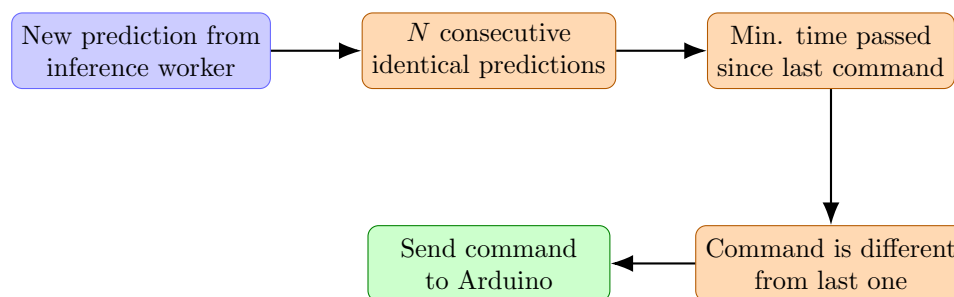 New prediction from
inference worker
N consecutive
identical predictions
Min. time passed
since last command
Command is different
from last one
Send command
to Arduino